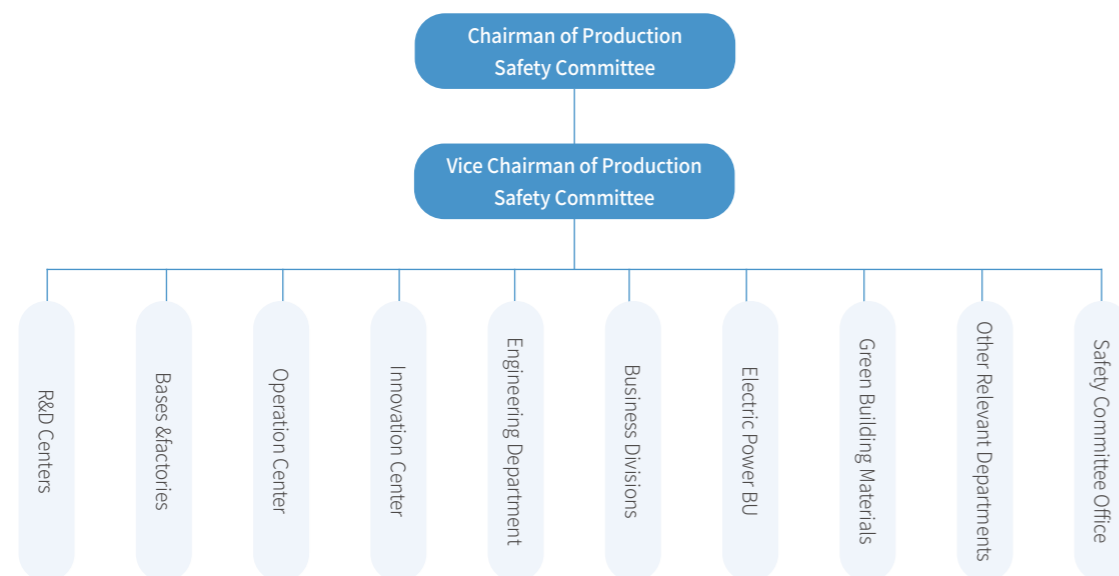 Chairman of Production
Safety Committee
Vice Chairman of Production
Safety Committee
R&D Centers
Bases &factories
Operation Center
Innovation Center
Engineering Department
Business Divisions
Electric Power BU
Green Building Materials
Other Relevant Departments
Safety Committee Office